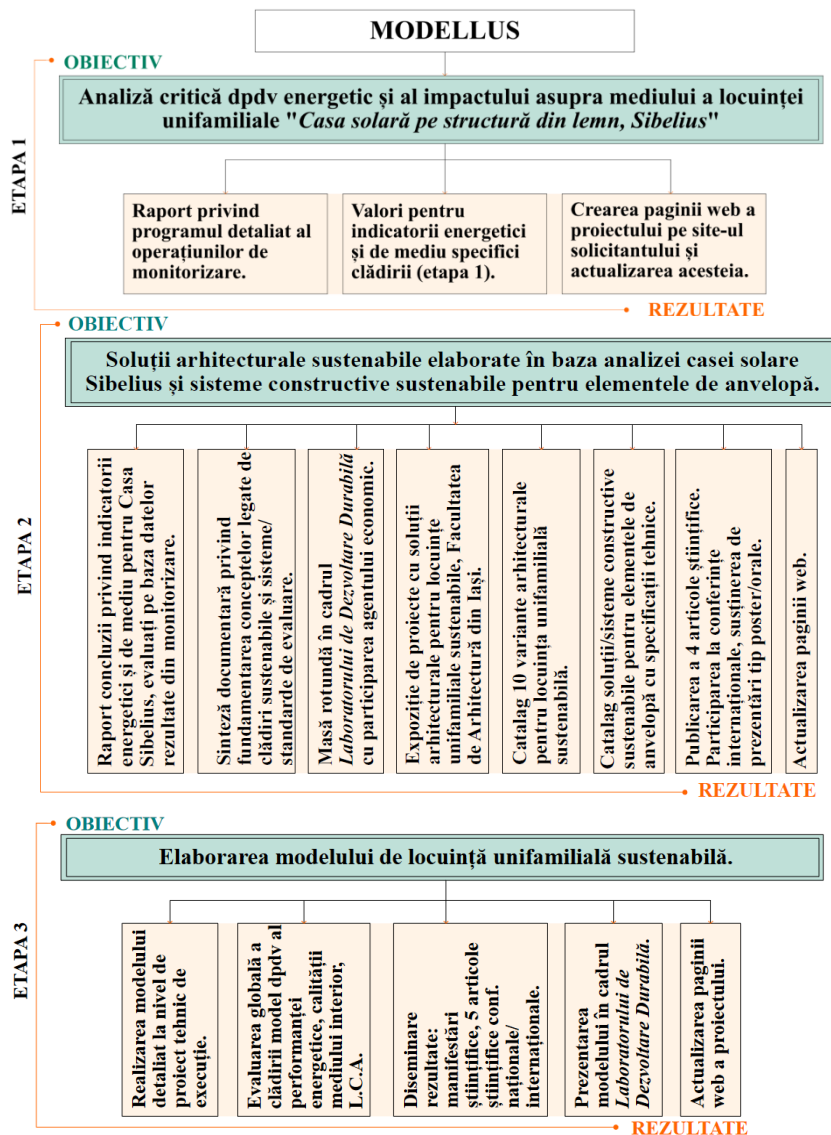 MODELLUS
OBIECTIV
Analiză critică dpdv energetic și al impactului asupra mediului a locuinței
unifamiliale "Casa solară pe structură din lemn, Sibelius"
ETAPA 1
Raport privind
programul detaliat al
operațiunilor de
monitorizare.
Valori pentru
indicatorii energetici
și de mediu specifici
clădirii (etapa 1).
Crearea paginii web a
proiectului pe site-ul
solicitantului și
actualizarea acesteia.
REZULTATE
OBIECTIV
Soluții arhitecturale sustenabile elaborate în baza analizei casei solare
Sibelius și sisteme constructive sustenabile pentru elementele de anvelopă.
ETAPA 2
Raport concluzii privind indicatorii
energetici și de mediu pentru Casa
Sibelius, evaluați pe baza datelor
rezultate din monitorizare.
Sinteză documentară privind
fundamentarea conceptelor legate de
clădiri sustenabile și sisteme/
standarde de evaluare.
Masă rotundă în cadrul
Laboratorului de Dezvoltare Durabilă
cu participarea agentului economic.
Expoziție de proiecte cu soluții
arhitecturale pentru locuințe
unifamiliale sustenabile, Facultatea
de Arhitectură din Iași.
Catalag 10 variante arhitecturale
pentru locuința unifamilială
sustenabilă.
Catalag soluții/sisteme constructive
sustenabile pentru elementele de
anvelopă cu specificații tehnice.
Publicarea a 4 articole științifice.
Participarea la conferințe
internaționale, susținerea de
prezentări tip poster/orale.
Actualizarea paginii web.
REZULTATE
OBIECTIV
Elaborarea modelului de locuință unifamilială sustenabilă.
ETAPA 3
Realizarea modelului
detaliat la nivel de
proiect tehnic de
execuție.
Evaluarea globală a
clădirii model dpdv al
performanței
energetice, calității
mediului interior,
L.C.A.
Diseminare
rezultate:
manifestări
științifice, 5 articole
științifice conf.
naționale/
internaționale.
Prezentarea
modelului în cadrul
Laboratorului de
Dezvoltare Durabilă.
Actualizarea paginii
web a proiectului.
REZULTATE